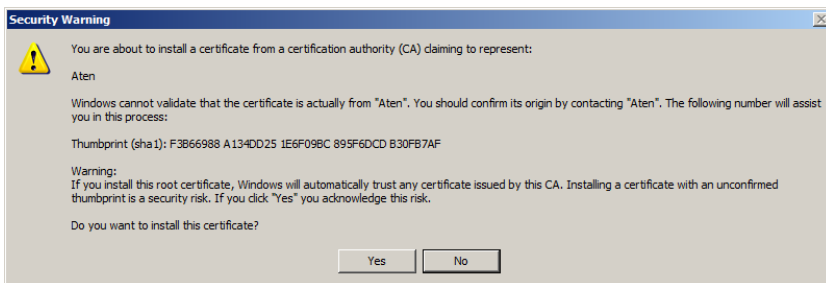 Security Warning
You are about to install a certificate from a certification authority (CA) claiming to represent:
Aten
Windows cannot validate that the certificate is actually from "Aten". You should confirm its origin by contacting "Aten". The following number will assist
you in this process:
Thumbprint (sha1): F3B66988 A134DD25 1E6F09BC 895F6DCD B30FB7AF
Warning:
If you install this root certificate, Windows will automatically trust any certificate issued by this CA. Installing a certificate with an unconfirmed
thumbprint is a security risk. If you click "Yes" you acknowledge this risk.
Do you want to install this certificate?
Yes No